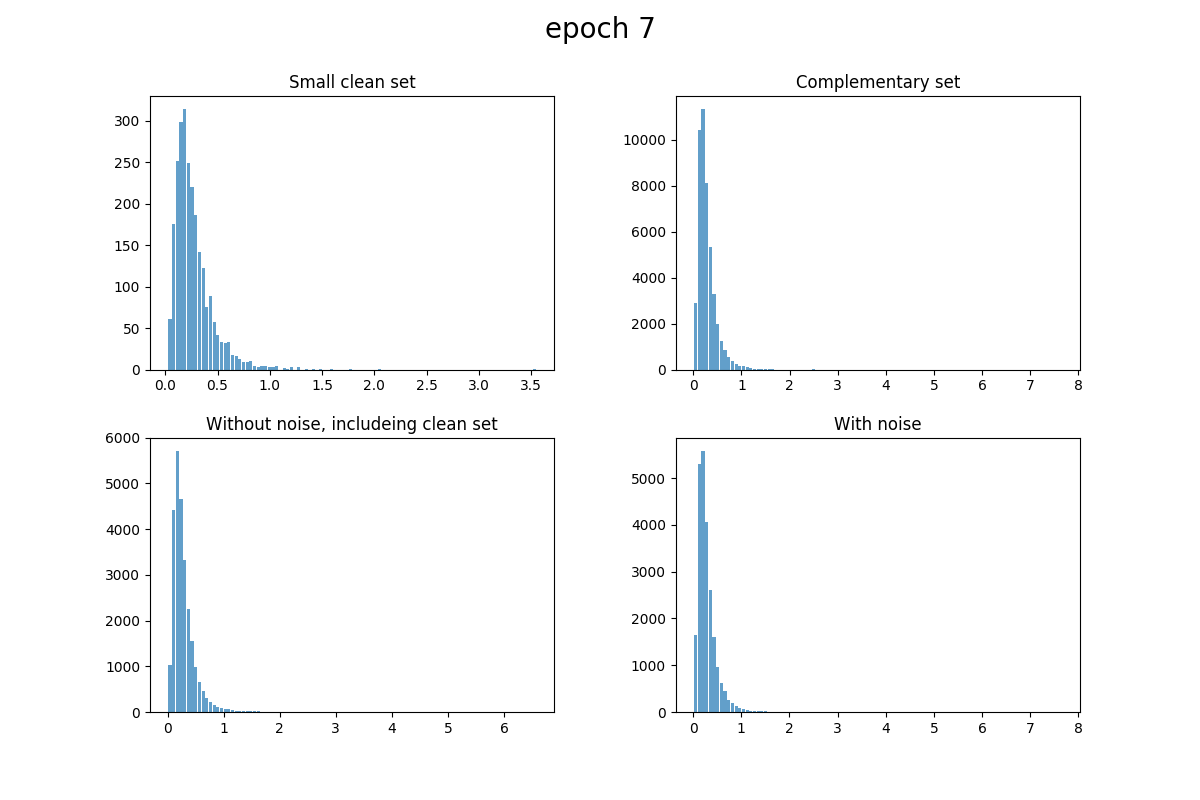 epoch 7
Small clean set
300
250
200
150
100
50
0
0.0 0.5 1.0 1.5 2.0 2.5 3.0 3.5
Complementary set
10000
8000
6000
4000
2000
0
0 1 2 3 4 5 6 7 8
Without noise, includeing clean set
6000
5000
4000
3000
2000
1000
0
0 1 2 3 4 5 6
With noise
5000
4000
3000
2000
1000
0
0 1 2 3 4 5 6 7 8